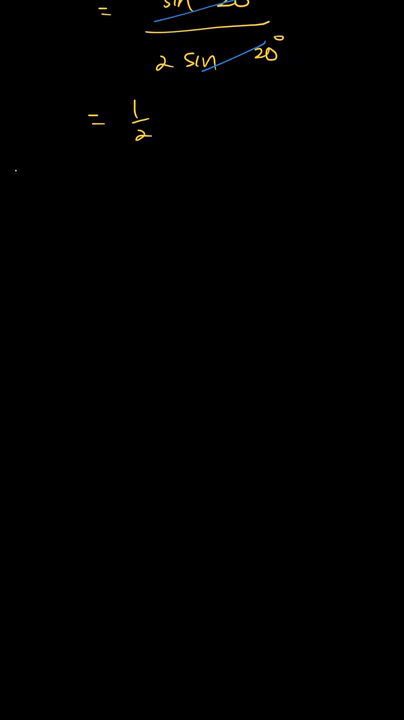 = sin 20
2 sin 20°
= 1/2